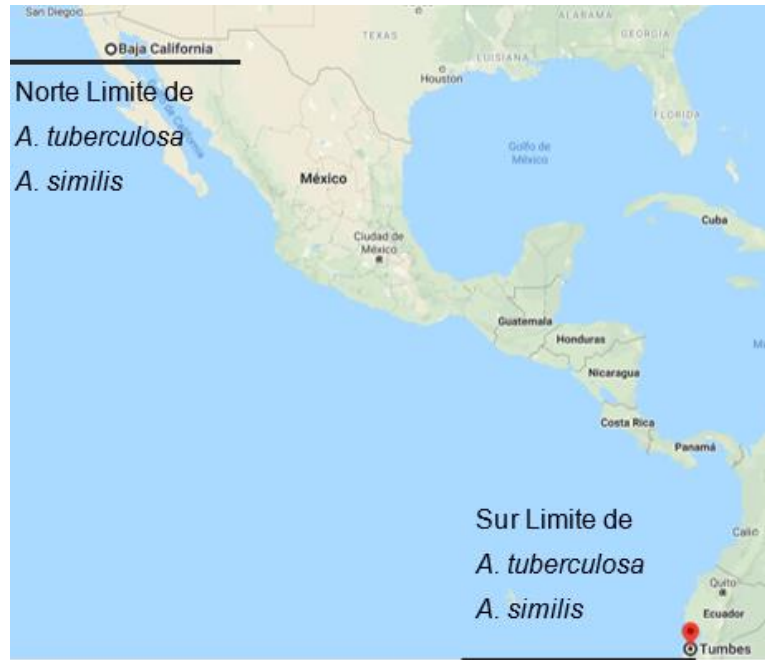 San Diego
ALABAMA
TEXAS
GEORGIA
Baja California
LUISIANA
Houston
Norte Limite de
A. tuberculosa
A. similis
FLORIDA
de California
Golfo de
México
México
Cuba
Ciudad de
México
Guatemala
Honduras
Nicaragua
Costa Rica
Panamá
Sur Limite de
A. tuberculosa
A. similis
Cali
Quito
Ecuador
Tumbes